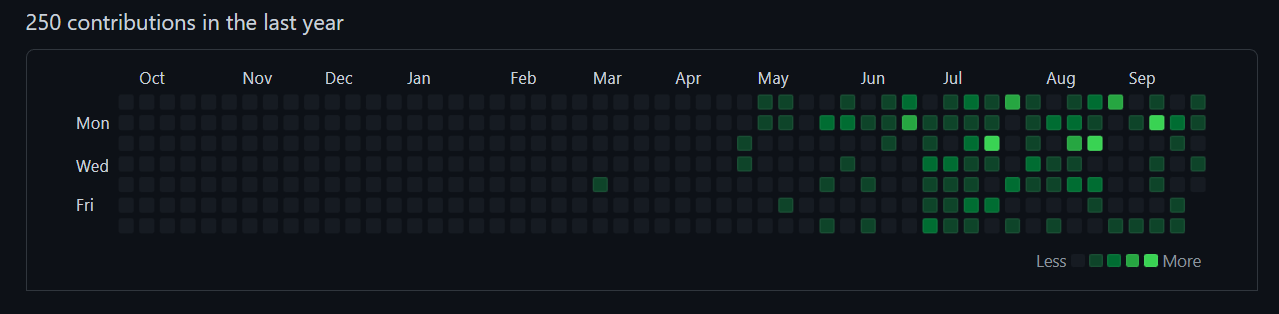 250 contributions in the last year
Oct Nov Dec Jan Feb Mar Apr May Jun Jul Aug Sep
Mon
Wed
Fri
Less More